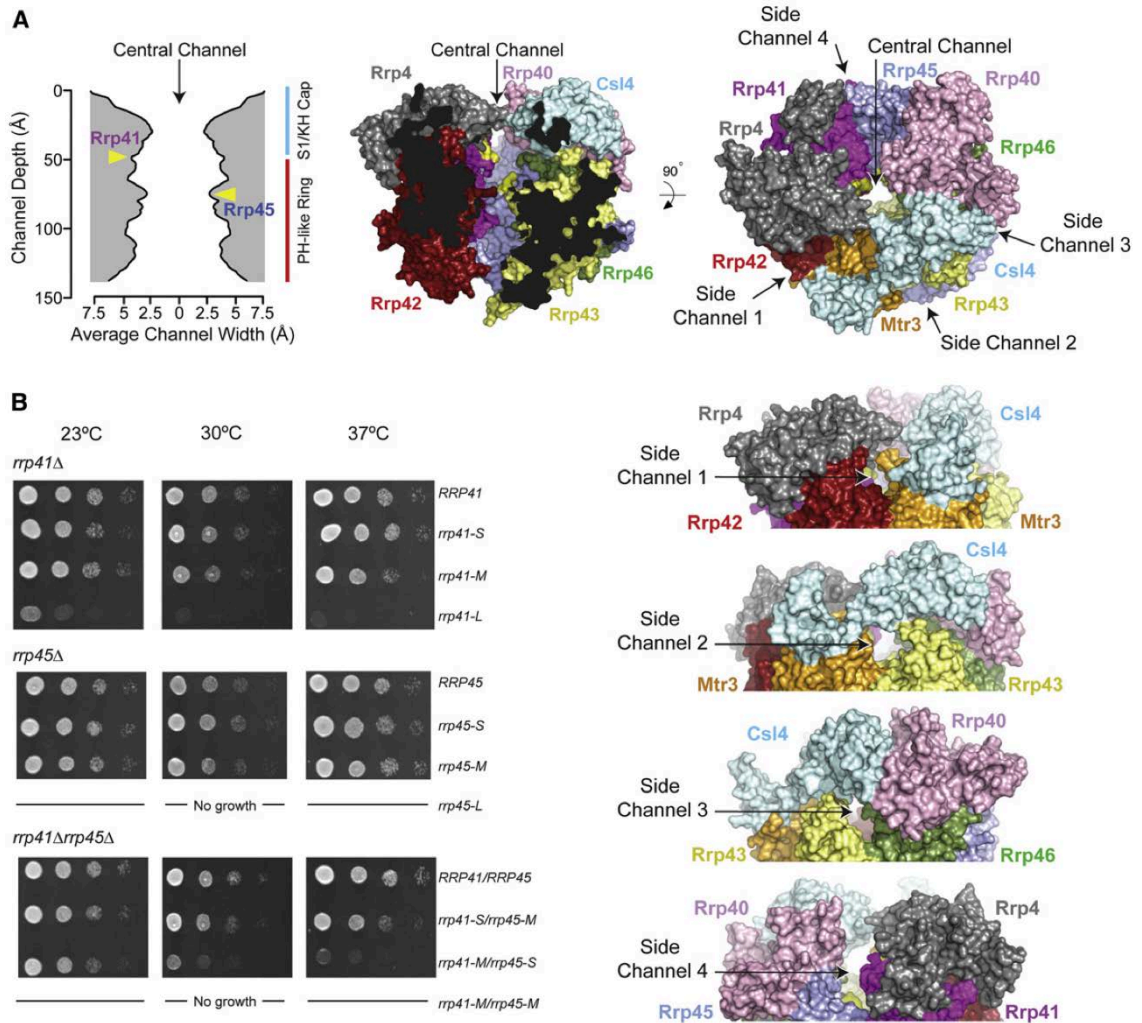 A
Central Channel
0
50
100
150
Channel Depth (Å)
Rrp41
Rrp45
S1/KH Cap
PH-like Ring
7.5 5 2.5 0 2.5 5 7.5
Average Channel Width (Å)
Central Channel
Rrp4
Rrp40
Csl4
Rrp42
Rrp43
Rrp46
90°
Side
Channel 4
Central Channel
Rrp41
Rrp45
Rrp40
Rrp4
Rrp46
Side
Channel 3
Rrp42
Csl4
Side
Channel 1
Rrp43
Mtr3
Side Channel 2
B
23ºC 30ºC 37ºC
rrp41Δ
RRP41
rrp41-S
rrp41-M
rrp41-L
rrp45Δ
RRP45
rrp45-S
rrp45-M
No growth
rrp45-L
rrp41Δrrp45Δ
RRP41/RRP45
rrp41-S/rrp45-M
rrp41-M/rrp45-S
No growth
rrp41-M/rrp45-M
Rrp4
Csl4
Side
Channel 1
Rrp42
Mtr3
Csl4
Side
Channel 2
Mtr3
Rrp43
Csl4
Rrp40
Side
Channel 3
Rrp43
Rrp46
Rrp40
Rrp4
Side
Channel 4
Rrp45
Rrp41